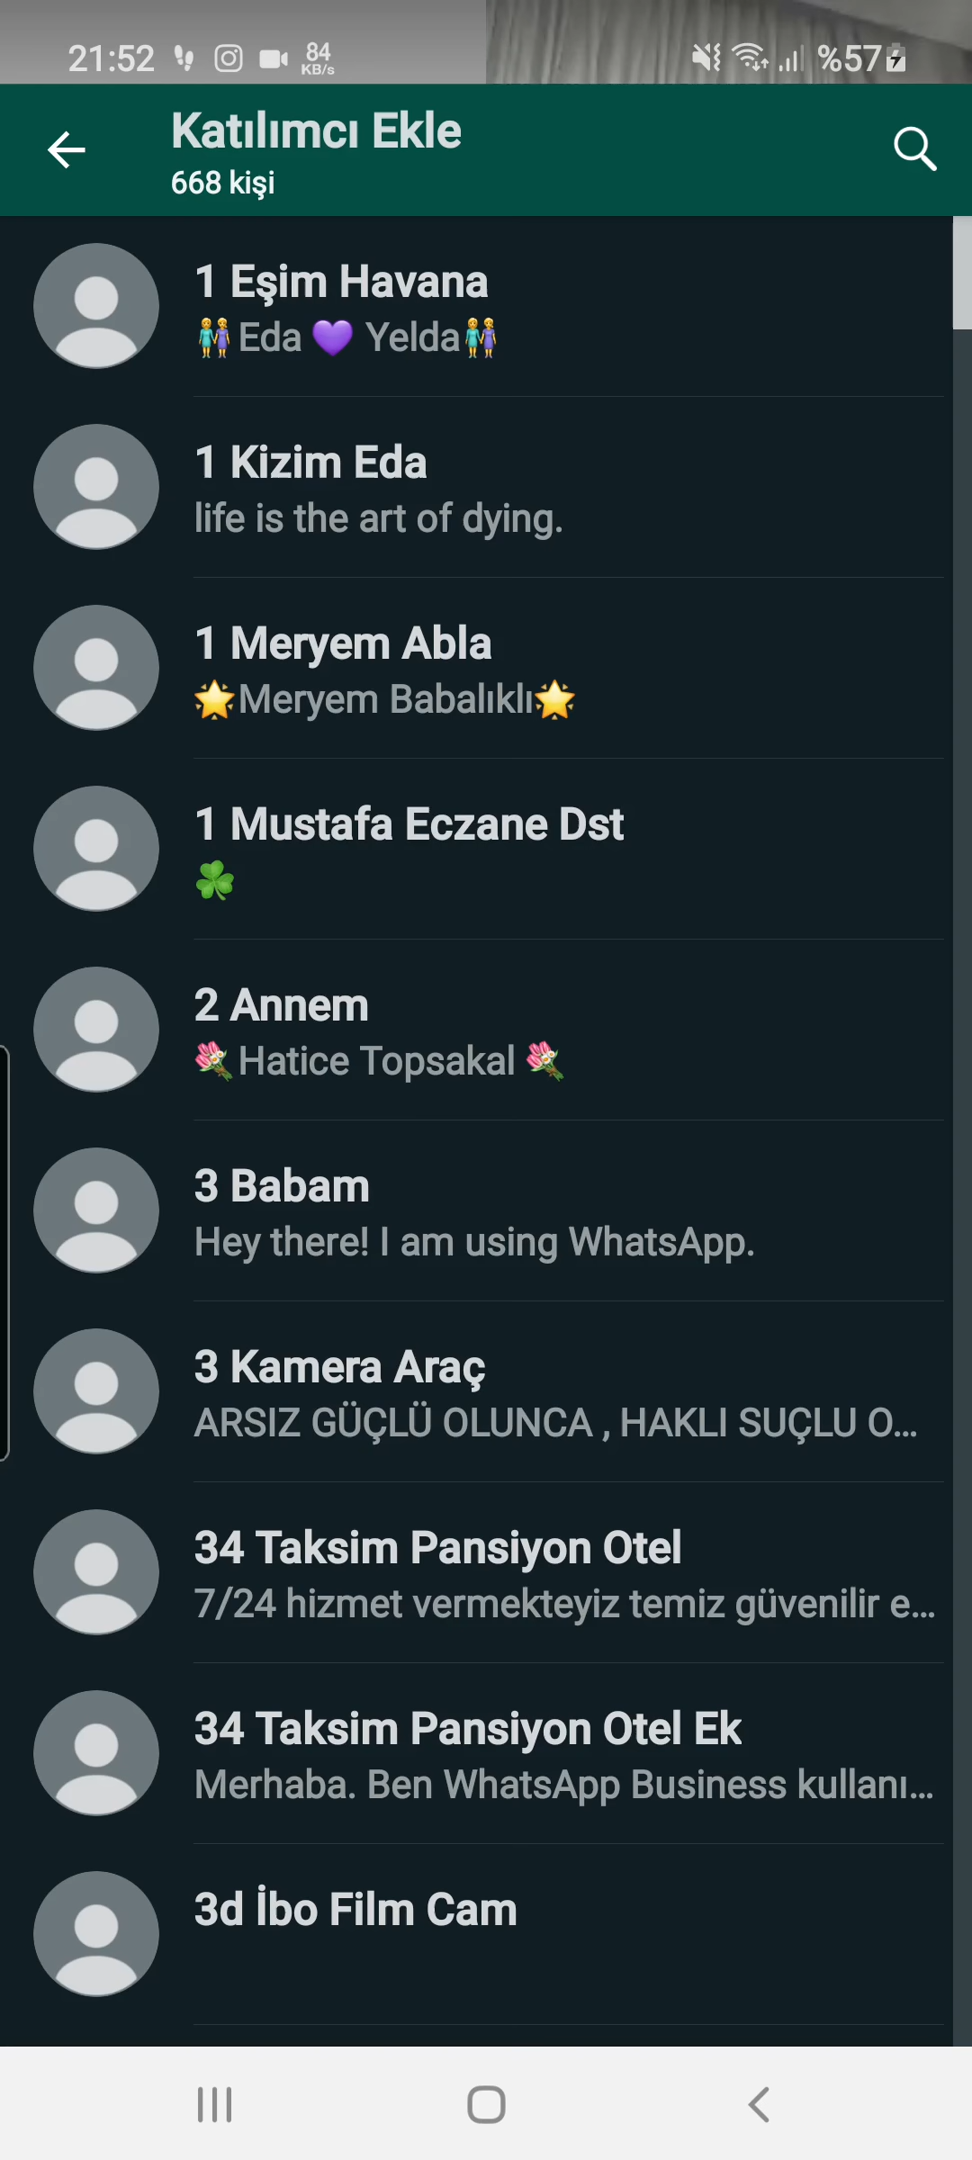 21:52 84 KB/s %57
Katılımcı Ekle
668 kişi
1 Eşim Havana
👭Eda 💜 Yelda👭
1 Kizim Eda
life is the art of dying.
1 Meryem Abla
🌟Meryem Babalıklı🌟
1 Mustafa Eczane Dst
☘️
2 Annem
💐Hatice Topsakal 💐
3 Babam
Hey there! I am using WhatsApp.
3 Kamera Araç
ARSIZ GÜÇLÜ OLUNCA , HAKLI SUÇLU O...
34 Taksim Pansiyon Otel
7/24 hizmet vermekteyiz temiz güvenilir e...
34 Taksim Pansiyon Otel Ek
Merhaba. Ben WhatsApp Business kullanı...
3d İbo Film Cam